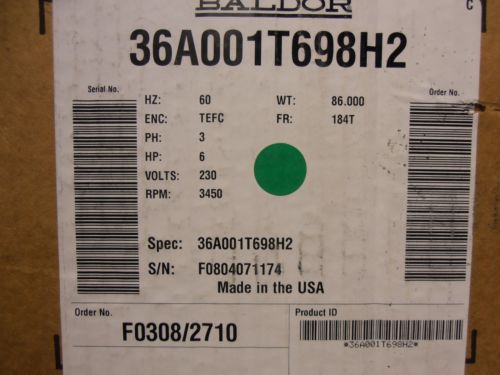 BALDOR
C
36A001T698H2
Serial No.
Order No.
HZ: 60 WT: 86.000
ENC: TEFC FR: 184T
PH: 3
HP: 6
VOLTS: 230
RPM: 3450
Spec: 36A001T698H2
S/N: F0804071174
Made in the USA
Order No.
F0308/2710
Product ID
*36A001T698H2*